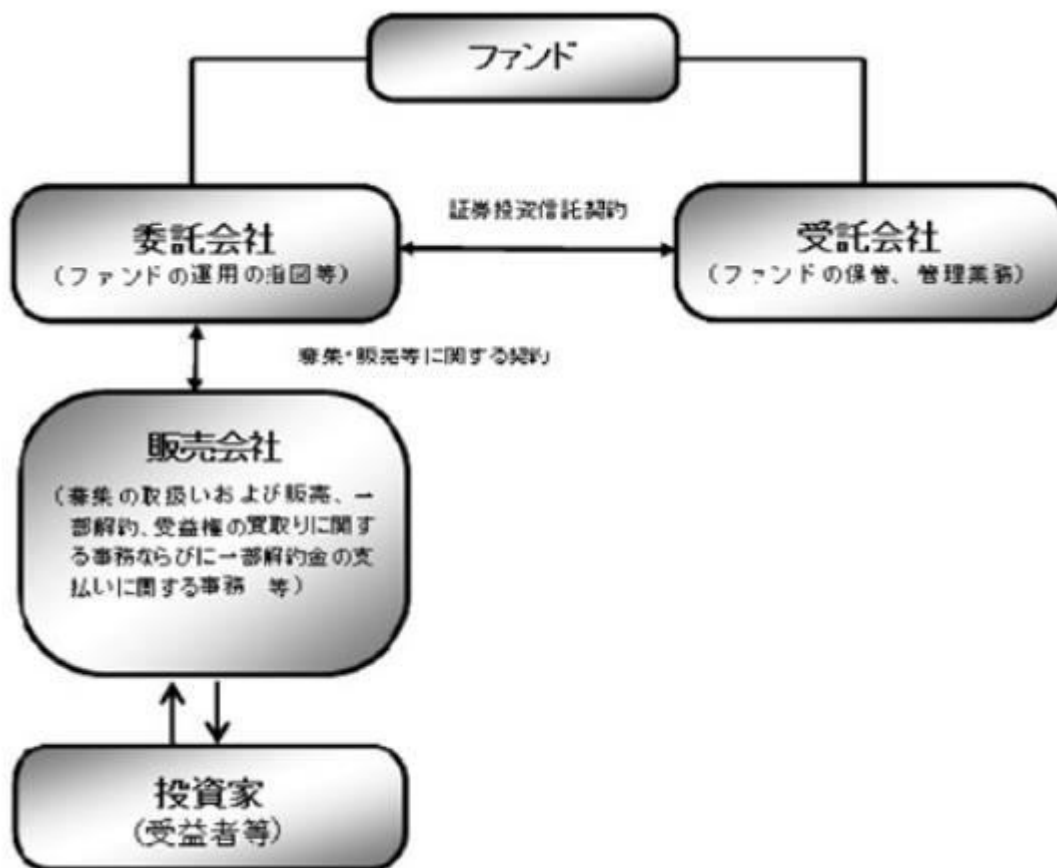 ファンド
委託会社
（ファンドの運用の指図等）
証券投資信託契約
受託会社
（ファンドの保管、管理業務）
募集・販売等に関する契約
販売会社
（募集の取扱いおよび販売、一
部解約、受益権の買取りに関す
る事務ならびに一部解約金の支
払いに関する事務　等）
投資家
（受益者等）